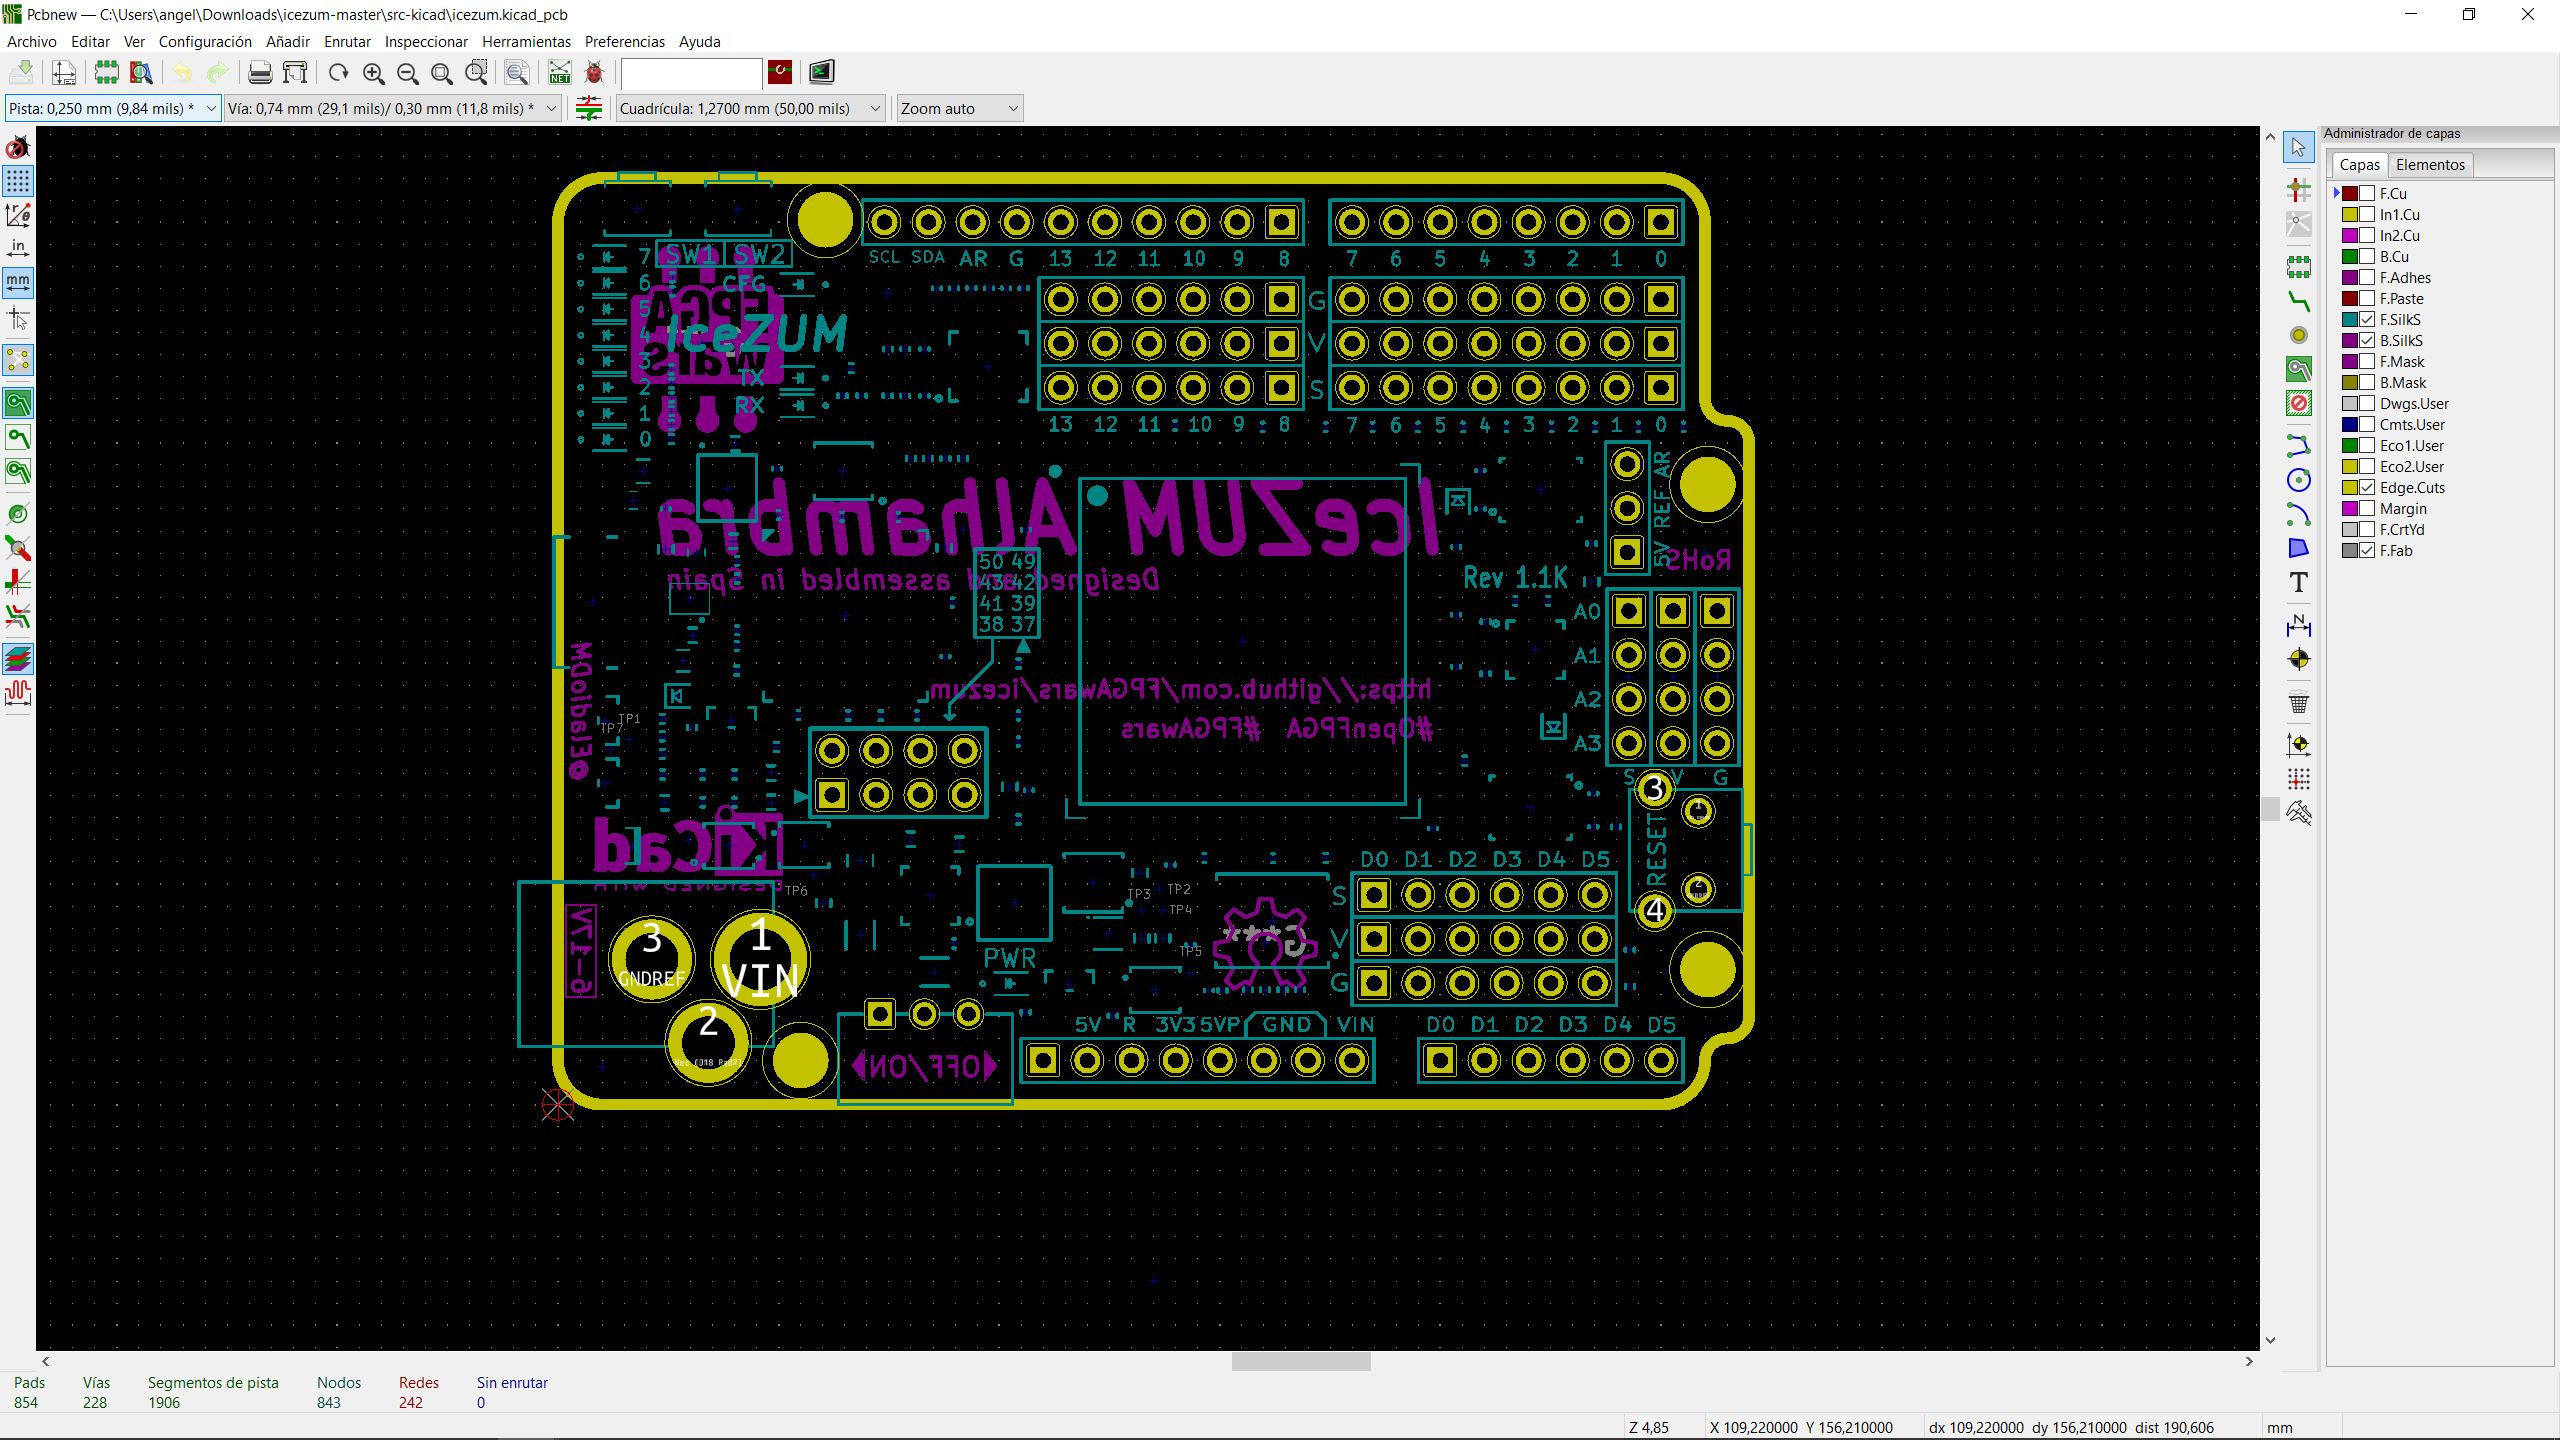 Pcbnew — C:\Users\angel\Downloads\icezum-master\src-kicad\icezum.kicad_pcb
Archivo Editar Ver Configuración Añadir Enrutar Inspeccionar Herramientas Preferencias Ayuda
Pista: 0,250 mm (9,84 mils) * Vía: 0,74 mm (29,1 mils)/ 0,30 mm (11,8 mils) * Cuadrícula: 1,2700 mm (50,00 mils) Zoom auto
in
mm
NET
Administrador de capas
Capas Elementos
F.Cu
In1.Cu
In2.Cu
B.Cu
F.Adhes
F.Paste
F.SilkS
B.SilkS
F.Mask
B.Mask
Dwgs.User
Cmts.User
Eco1.User
Eco2.User
Edge.Cuts
Margin
F.CrtYd
F.Fab
SW1 SW2
SCL SDA AR G 13 12 11 10 9 8 7 6 5 4 3 2 1 0
7
6 CFG
5
4
3
2 TX
1 RX
0
FPGA
wars
iceZUM
G
V
S
13 12 11 10 9 8 7 6 5 4 3 2 1 0
IceZUM Alhambra
Designed and assembled in Spain
50 49
43 42
41 39
38 37
5V REF AR
RoHS
Rev 1.1K
A0
A1
A2
A3
S V G
https://github.com/FPGAwars/icezum
#OpenFPGA #FPGAwars
@EladioDM
TP1
TP7
KiCad
DESIGNED WITH
TP6
TP3 TP2
TP4
TP5
3
4
1
2
RESET
D0 D1 D2 D3 D4 D5
S
V
G
6-17V
3
GNDREF
1
VIN
2
PWR
OFF/ON
5V R 3V3 5VP GND VIN
D0 D1 D2 D3 D4 D5
Pads Vías Segmentos de pista Nodos Redes Sin enrutar
854 228 1906 843 242 0
Z 4,85 X 109,220000 Y 156,210000 dx 109,220000 dy 156,210000 dist 190,606 mm